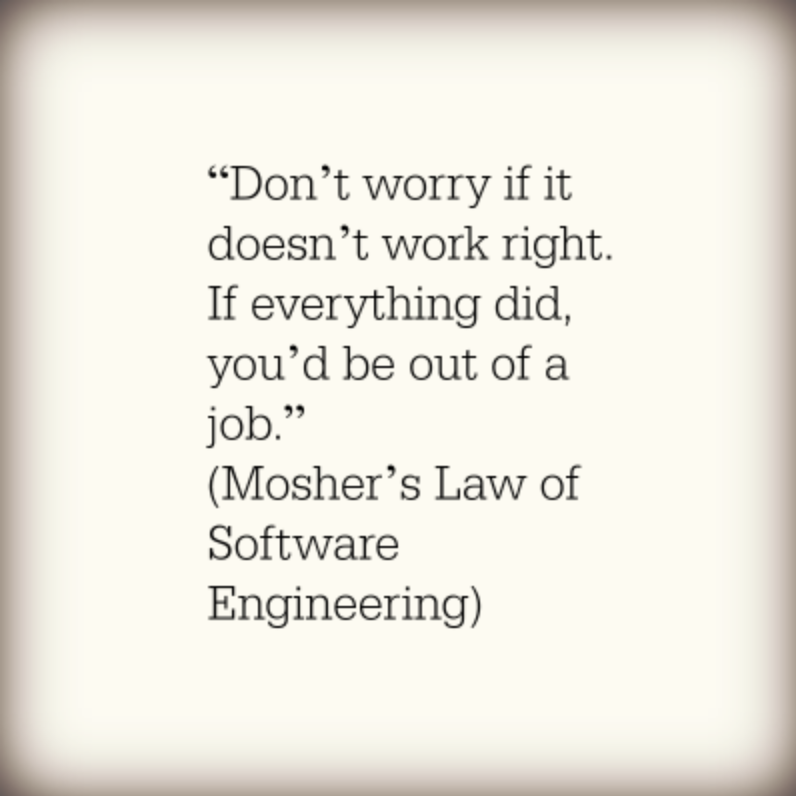 “Don’t worry if it
doesn’t work right.
If everything did,
you’d be out of a
job.”
(Mosher’s Law of
Software
Engineering)